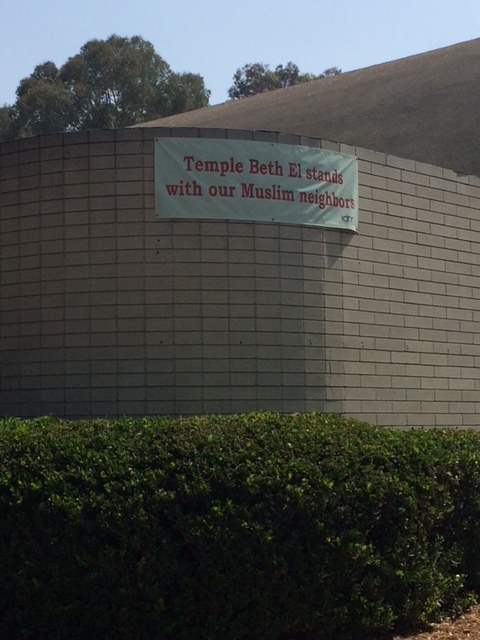 Temple Beth El stands
with our Muslim neighbors